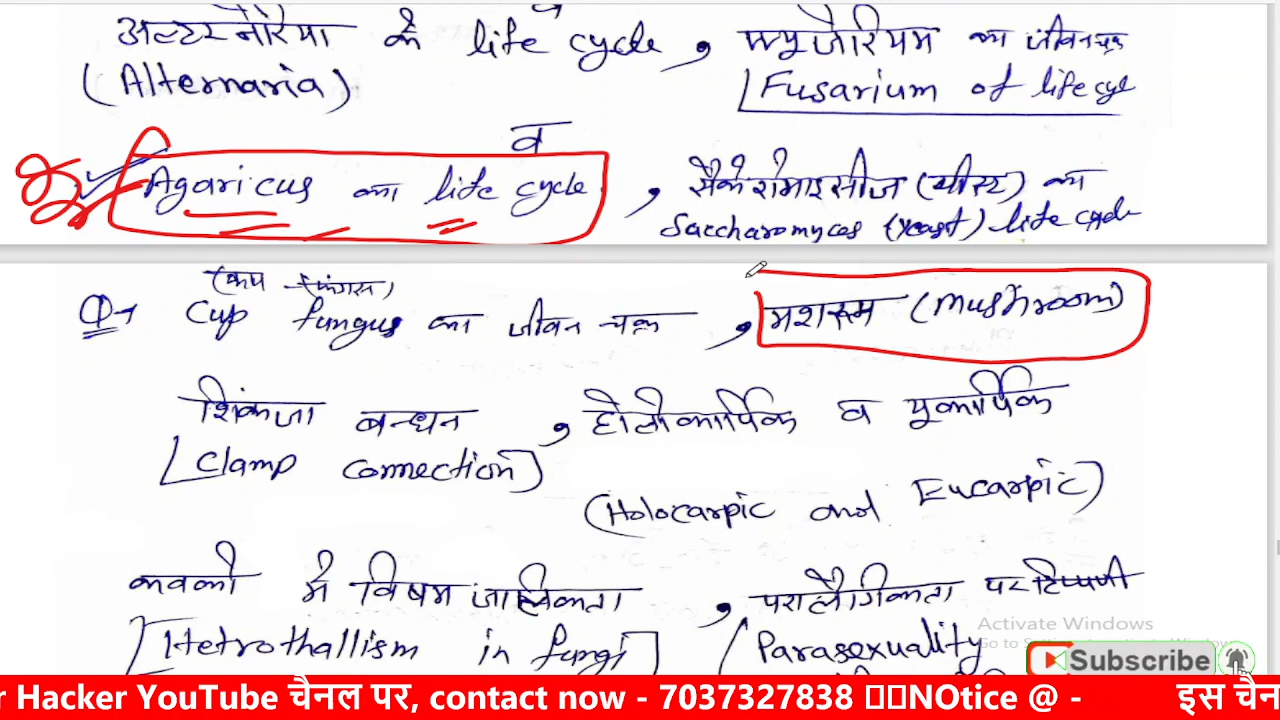 अल्टरनेरिया के life cycle , फ्यूजेरियम का जीवनचक्र
(Alternaria) [Fusarium of life cycl
व
Agaricus का life cycle , सैकेरोमाइसीज (यीस्ट) का
Saccharomyces (yeast) life cycle
(कप फंगस)
Q→ Cup fungus का जीवन चक्र , मशरूम (Mushroom)
शिकंजा बन्धन , होलोकार्पिक व यूकार्पिक
[Clamp connection] (Holocarpic and Eucarpic)
कवको मे विषमजालिकता , परालैंगिकता पर टिप्पणी
[Hetrothallism in fungi] (Parasexuality
Activate Windows
Subscribe
r Hacker YouTube चैनल पर, contact now - 7037327838 NOtice @ - इस चैन